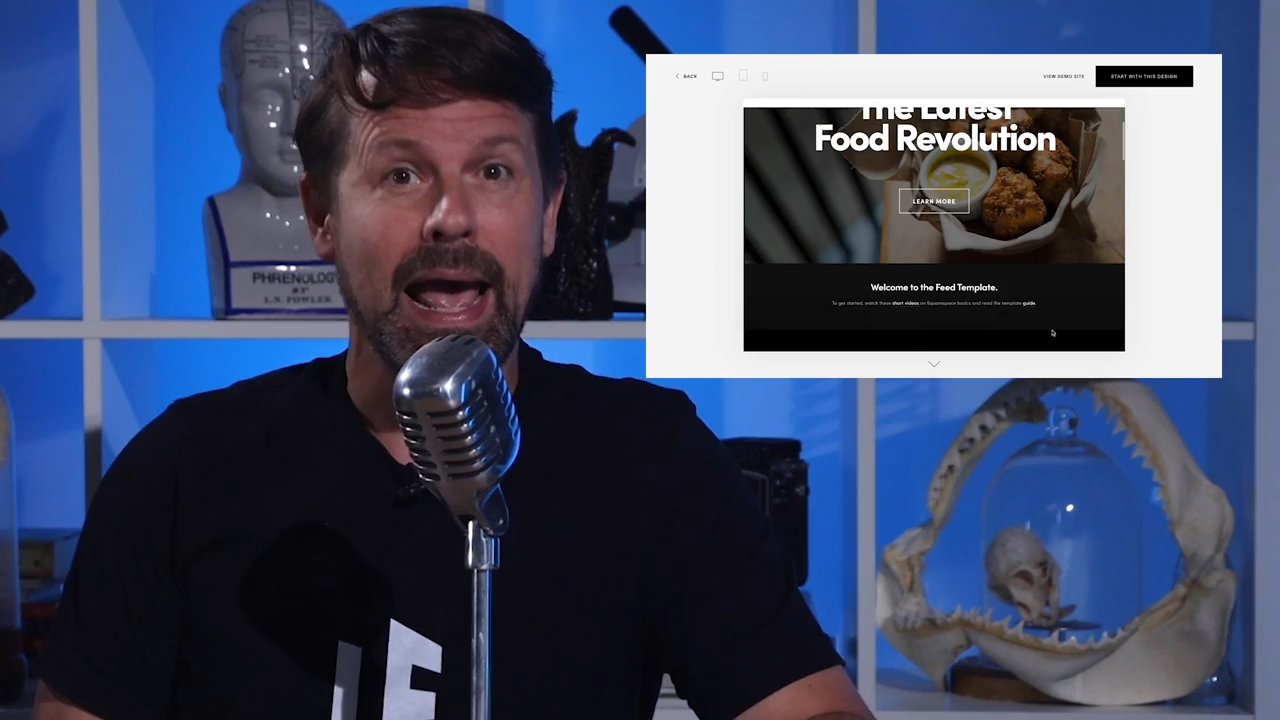 PHRENOLOGY
BY
L.N. FOWLER
BACK
VIEW DEMO SITE
START WITH THIS DESIGN
The Latest
Food Revolution
LEARN MORE
Welcome to the Feed Template.
To get started, watch these short videos on Squarespace basics and read the template guide.